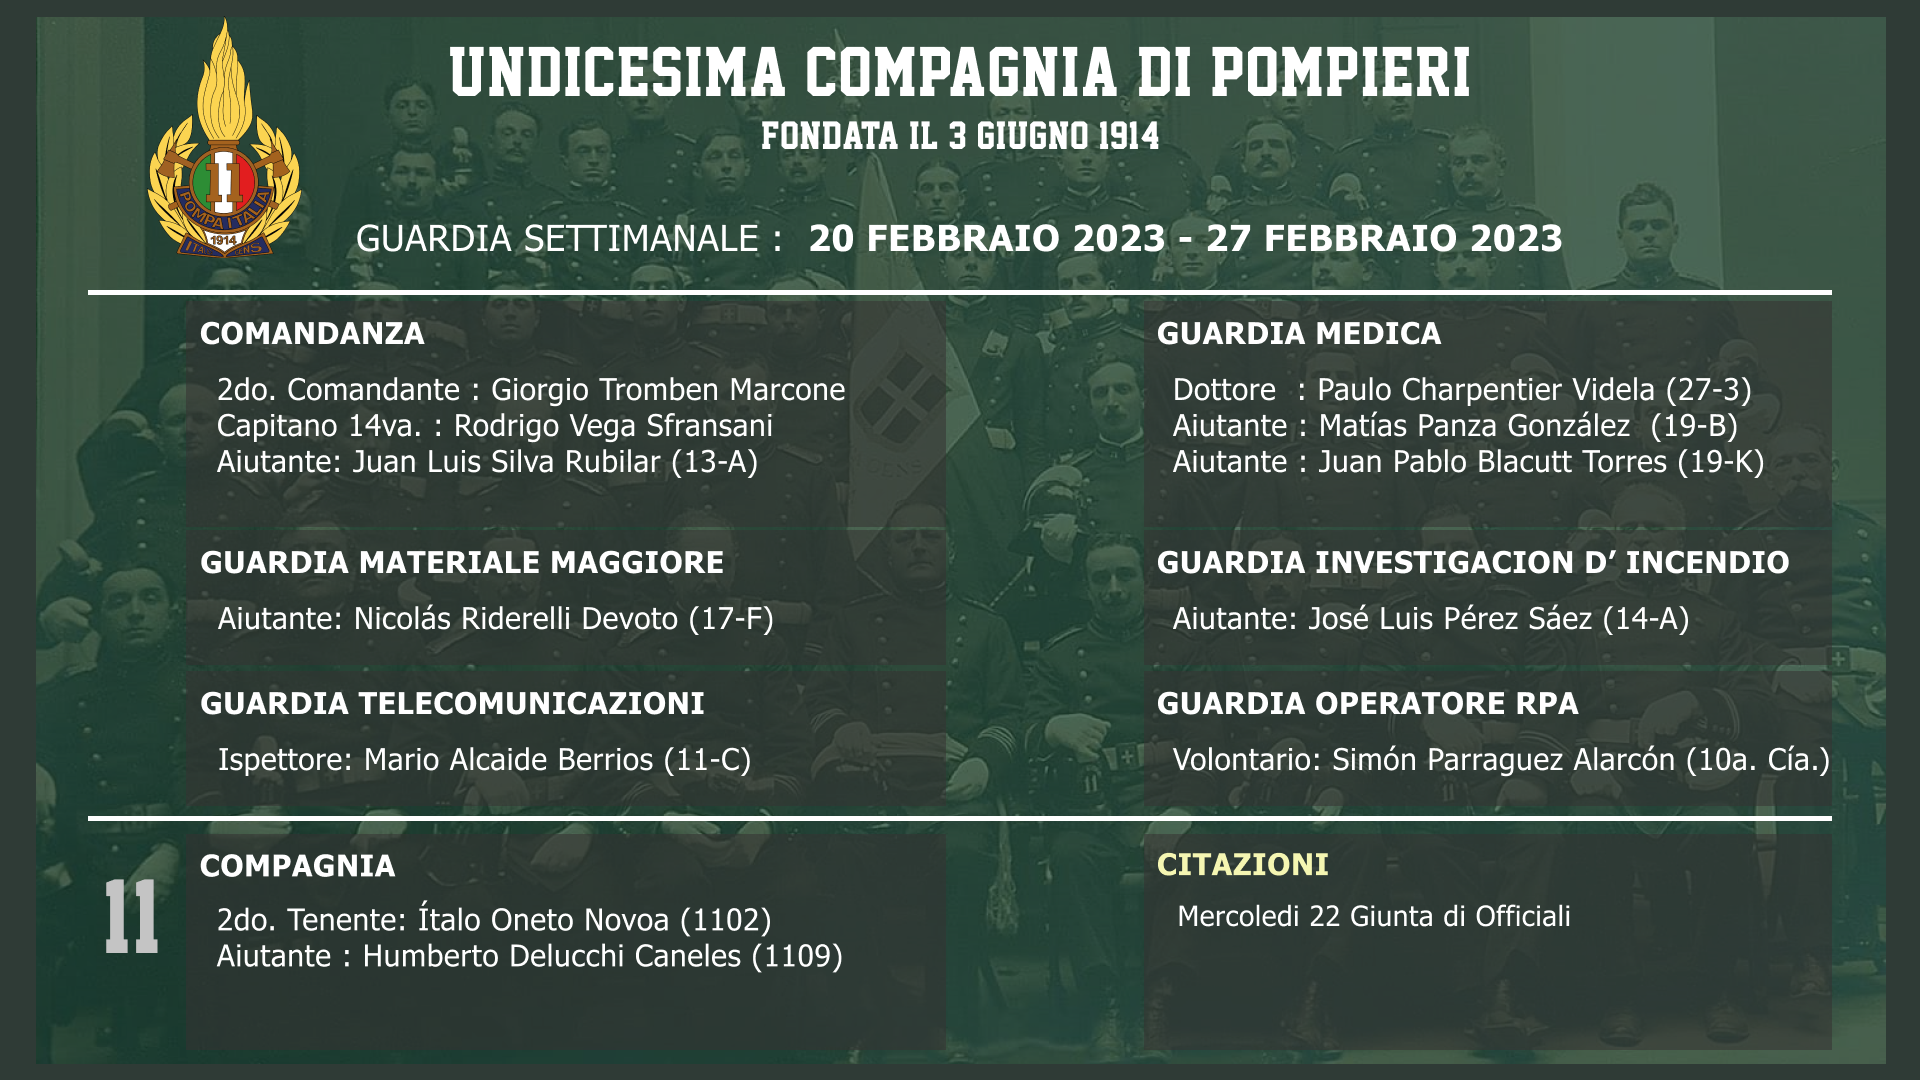 UNDICESIMA COMPAGNIA DI POMPIERI
FONDATA IL 3 GIUGNO 1914
11
POMPA ITALIA
1914
GUARDIA SETTIMANALE : 20 FEBBRAIO 2023 - 27 FEBBRAIO 2023
COMANDANZA
2do. Comandante : Giorgio Tromben Marcone
Capitano 14va. : Rodrigo Vega Sfransani
Aiutante: Juan Luis Silva Rubilar (13-A)
GUARDIA MEDICA
Dottore : Paulo Charpentier Videla (27-3)
Aiutante : Matías Panza González (19-B)
Aiutante : Juan Pablo Blacutt Torres (19-K)
GUARDIA MATERIALE MAGGIORE
Aiutante: Nicolás Riderelli Devoto (17-F)
GUARDIA INVESTIGACION D’ INCENDIO
Aiutante: José Luis Pérez Sáez (14-A)
GUARDIA TELECOMUNICAZIONI
Ispettore: Mario Alcaide Berrios (11-C)
GUARDIA OPERATORE RPA
Volontario: Simón Parraguez Alarcón (10a. Cía.)
11
COMPAGNIA
2do. Tenente: Ítalo Oneto Novoa (1102)
Aiutante : Humberto Delucchi Caneles (1109)
CITAZIONI
Mercoledi 22 Giunta di Officiali